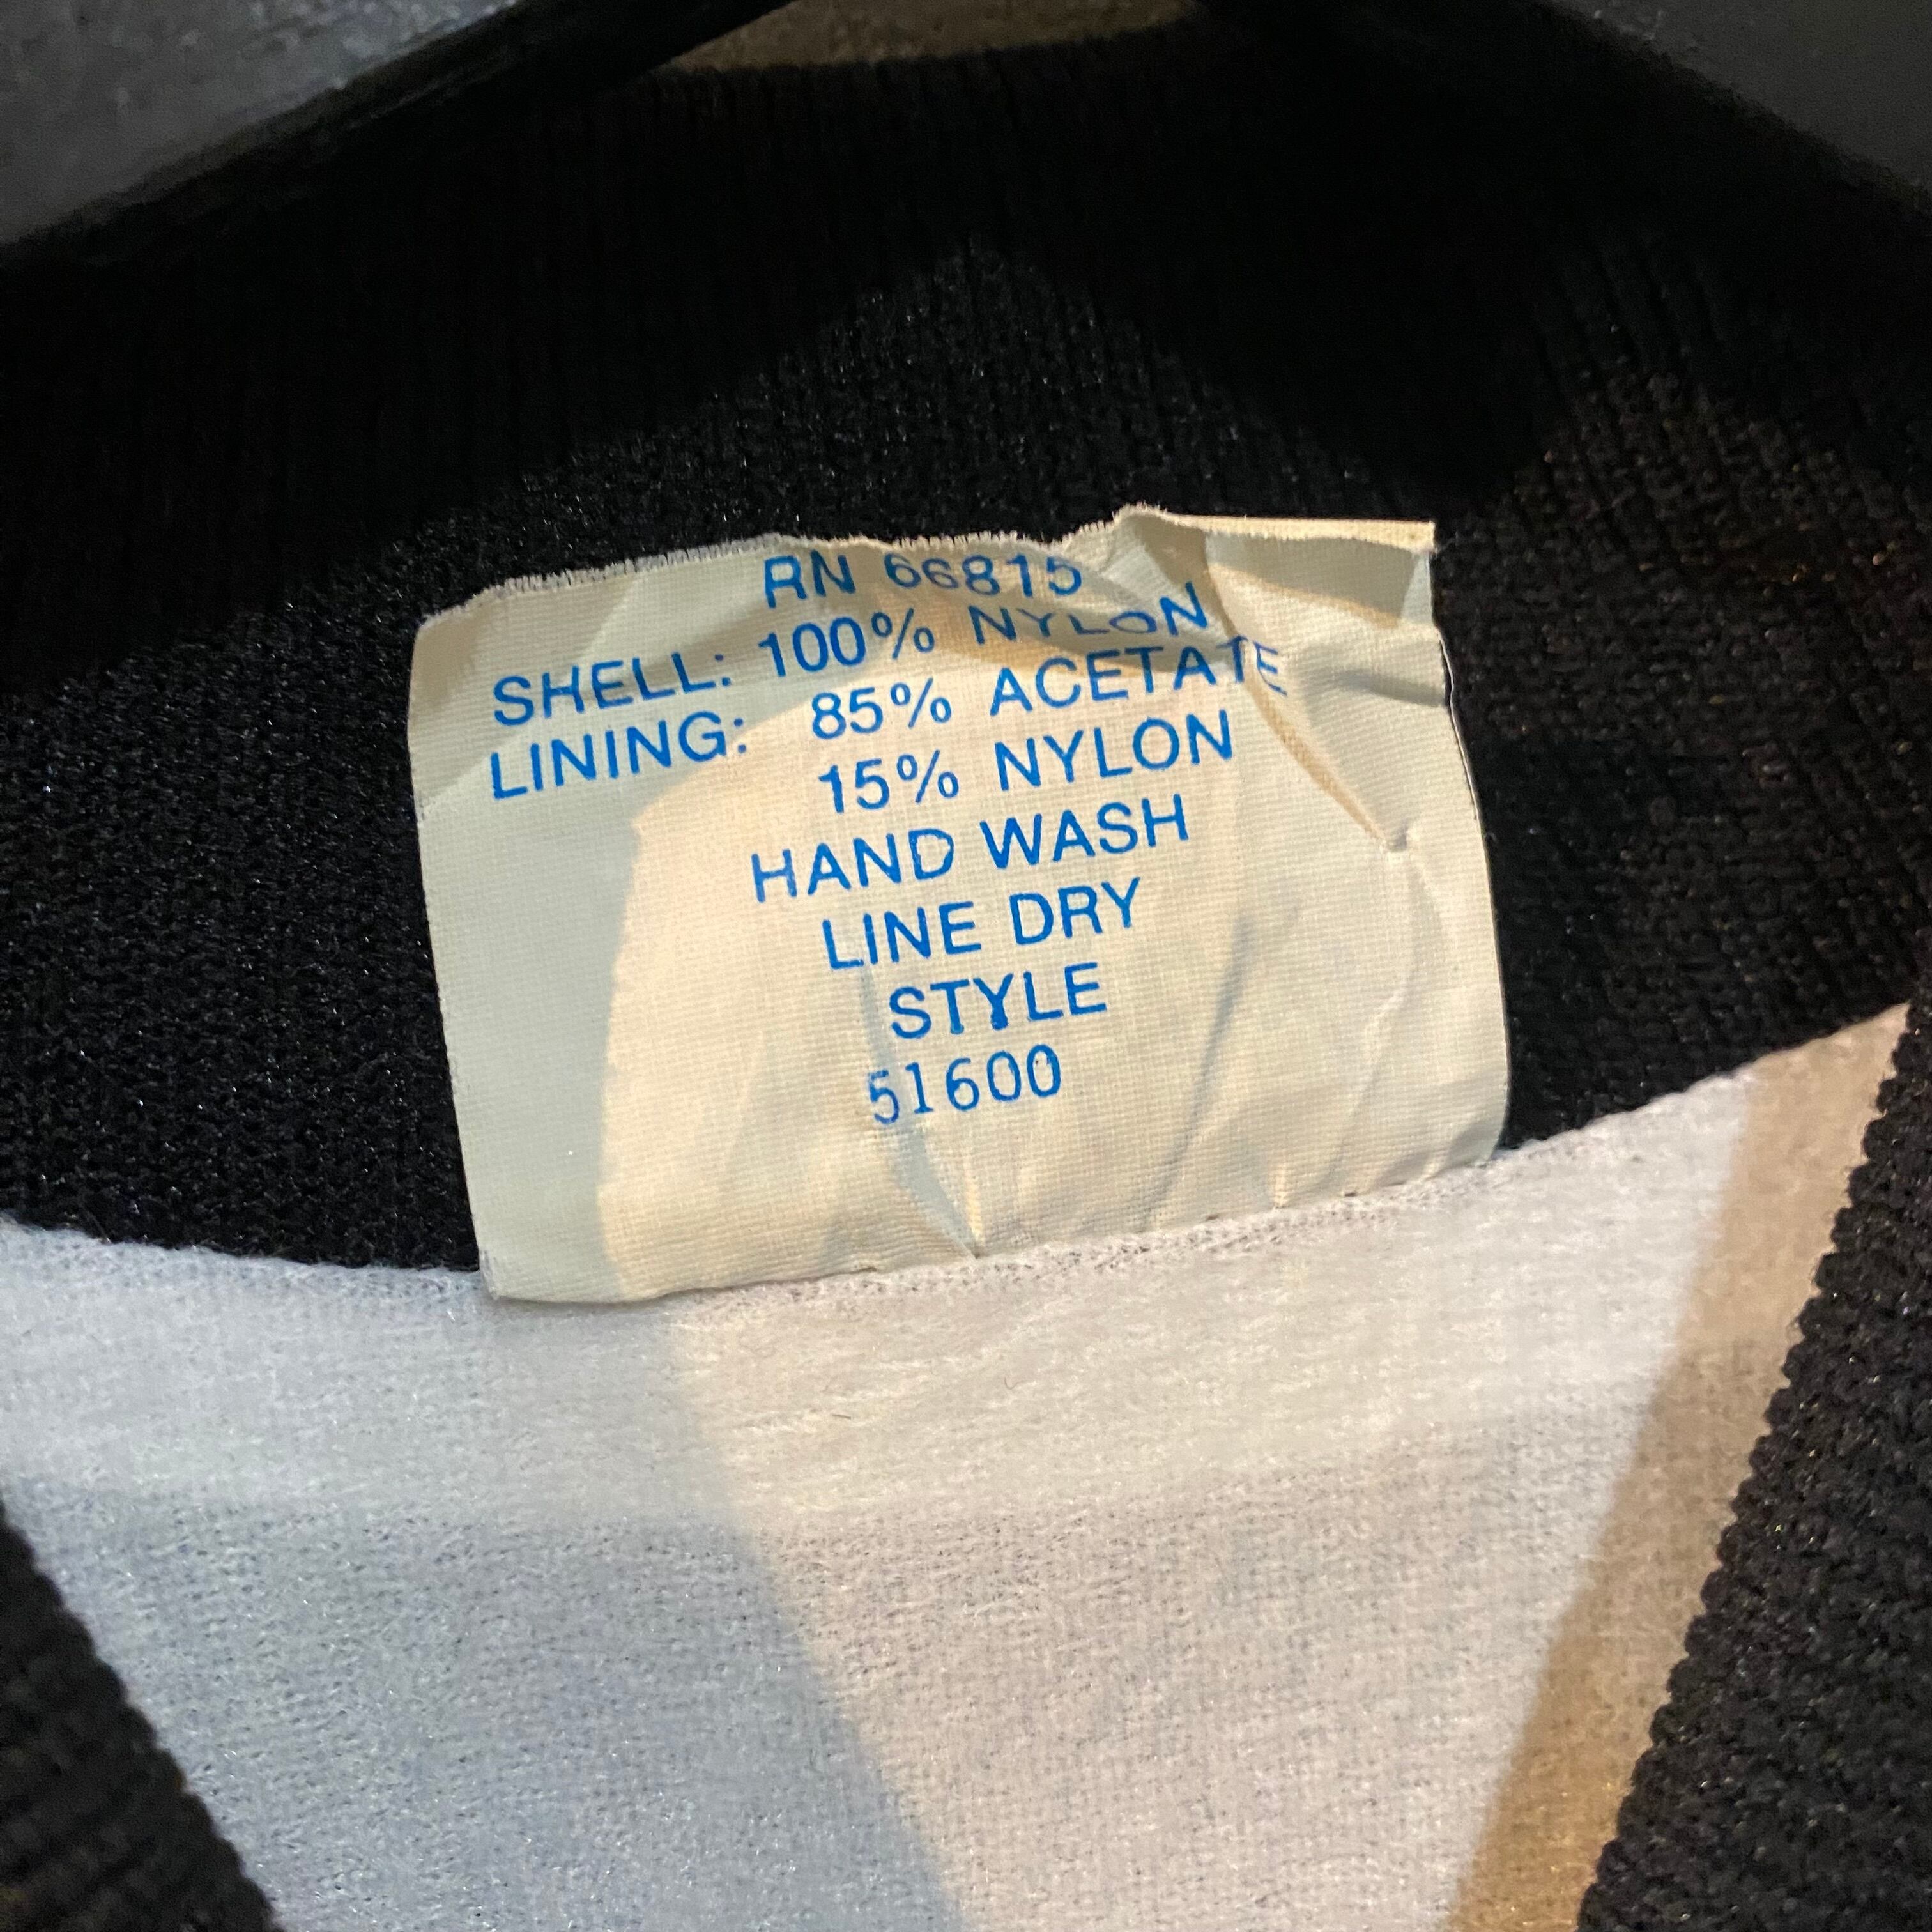 RN 66815
SHELL: 100% NYLON
LINING: 85% ACETATE
15% NYLON
HAND WASH
LINE DRY
STYLE
51600